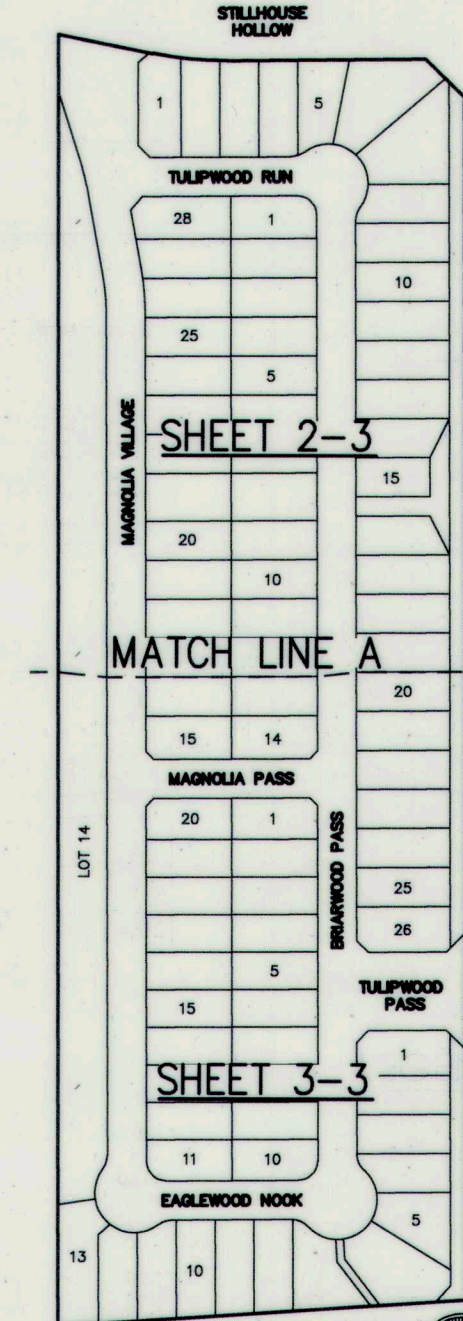 STILLHOUSE
HOLLOW
1
5
TULIPWOOD RUN
28
1
10
25
5
MAGNOLIA VILLAGE
SHEET 2-3
15
20
10
MATCH LINE A
20
15
14
MAGNOLIA PASS
20
1
LOT 14
BRIARWOOD PASS
25
26
5
TULIPWOOD
PASS
15
1
SHEET 3-3
11
10
EAGLEWOOD NOOK
5
13
10